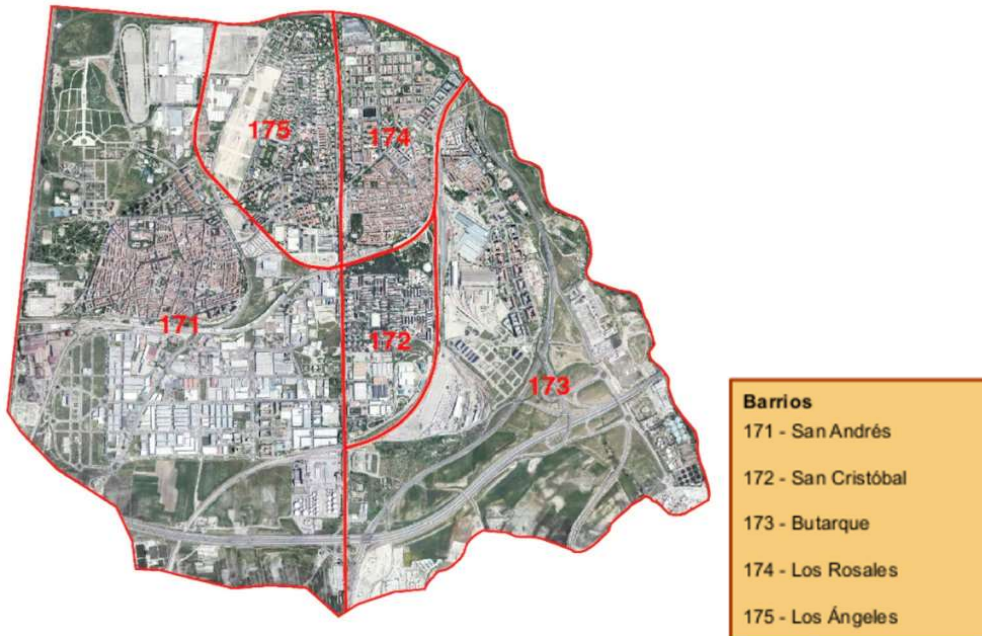 175
174
171
172
173
Barrios
171 - San Andrés
172 - San Cristóbal
173 - Butarque
174 - Los Rosales
175 - Los Ángeles